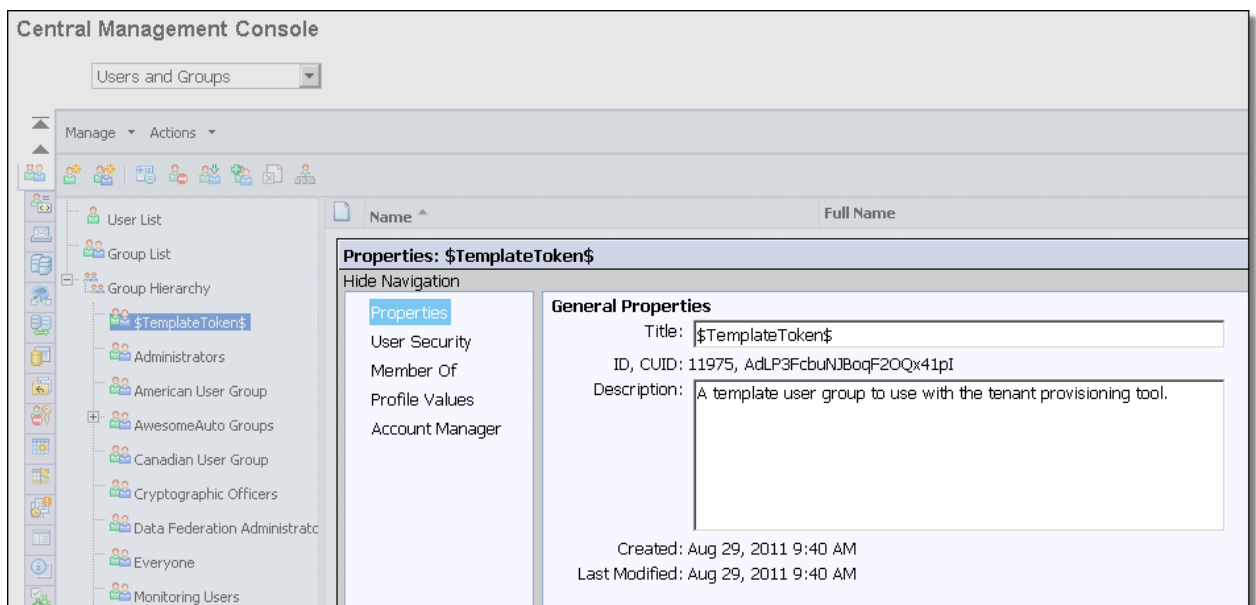 Central Management Console
Users and Groups
Manage Actions
User List
Group List
Group Hierarchy
$TemplateToken$
Administrators
American User Group
AwesomeAuto Groups
Canadian User Group
Cryptographic Officers
Data Federation Administratc
Everyone
Monitoring Users
Name Full Name
Properties: $TemplateToken$
Hide Navigation
Properties
User Security
Member Of
Profile Values
Account Manager
General Properties
Title: $TemplateToken$
ID, CUID: 11975, AdLP3FcbuNJBoqF2OQx41pI
Description: A template user group to use with the tenant provisioning tool.
Created: Aug 29, 2011 9:40 AM
Last Modified: Aug 29, 2011 9:40 AM